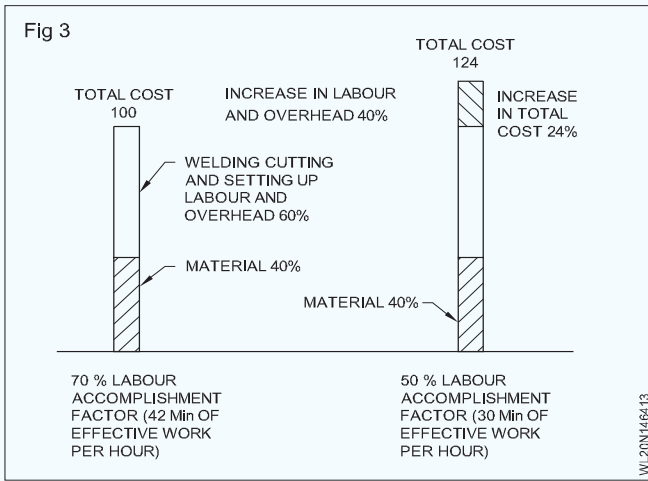 Fig 3
TOTAL COST
100
WELDING CUTTING
AND SETTING UP
LABOUR AND
OVERHEAD 60%
MATERIAL 40%
INCREASE IN LABOUR
AND OVERHEAD 40%
TOTAL COST
124
INCREASE
IN TOTAL
COST 24%
MATERIAL 40%
70 % LABOUR
ACCOMPLISHMENT
FACTOR (42 Min OF
EFFECTIVE WORK
PER HOUR)
50 % LABOUR
ACCOMPLISHMENT
FACTOR (30 Min OF
EFFECTIVE WORK
PER HOUR)
WL20N146413